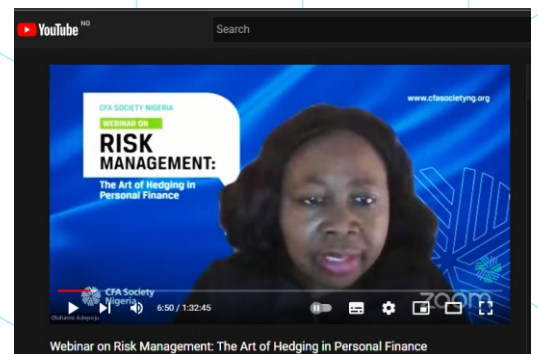 YouTube NG
Search
CFA SOCIETY NIGERIA
WEBINAR ON
RISK
MANAGEMENT:
The Art of Hedging in
Personal Finance
www.cfasocietyng.org
CFA Society
Nigeria
6:50 / 1:32:45
zoom
Olufunmi Adepoju
Webinar on Risk Management: The Art of Hedging in Personal Finance